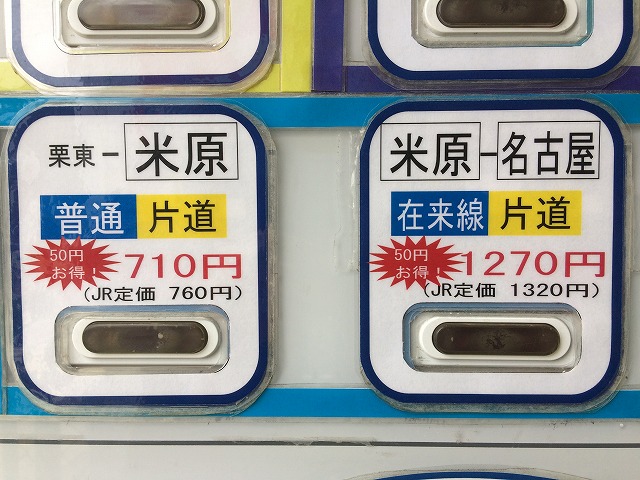 栗東ー米原
普通 片道
50円
お得！
710円
(JR定価 760円)
米原ー名古屋
在来線 片道
50円
お得！
1270円
(JR定価 1320円)